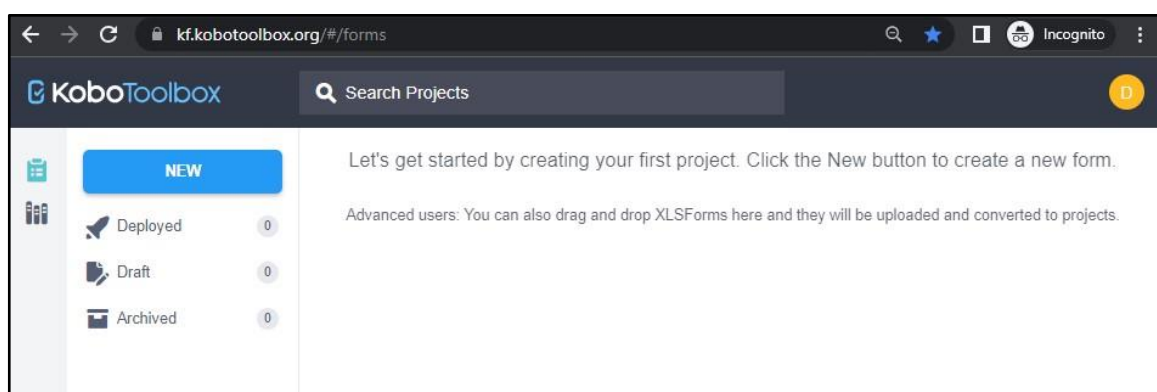 kf.kobotoolbox.org/#/forms
Incognito
KoboToolbox
Search Projects
D
NEW
Let's get started by creating your first project. Click the New button to create a new form.
Advanced users: You can also drag and drop XLSForms here and they will be uploaded and converted to projects.
Deployed 0
Draft 0
Archived 0